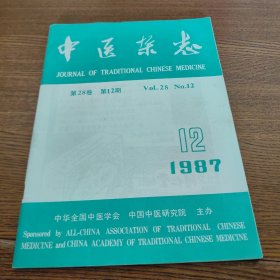 中医杂志
JOURNAL OF TRADITIONAL CHINESE MEDICINE
第28卷 第12期 Vol.28 No.12
12
1987
中华全国中医学会 中国中医研究院 主办
Sponsored by ALL-CHINA ASSOCIATION OF TRADITIONAL CHINESE
MEDICINE and CHINA ACADEMY OF TRADITIONAL CHINESE MEDICINE